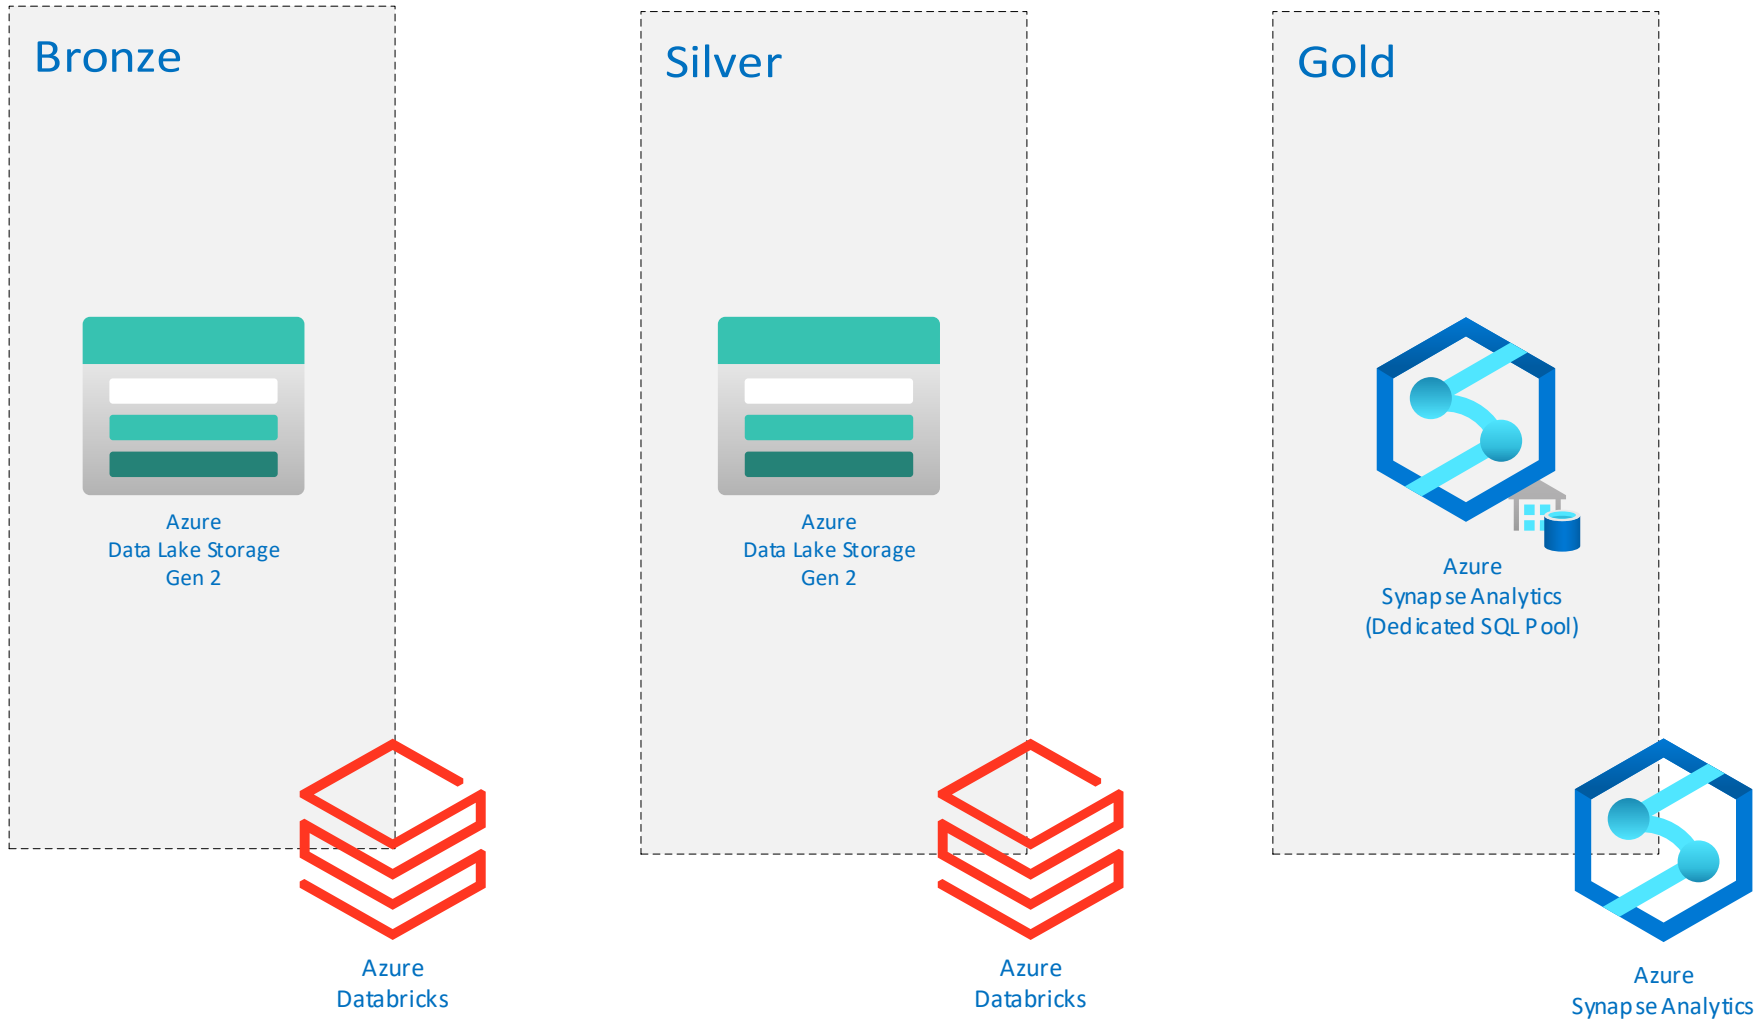 Bronze
Azure
Data Lake Storage
Gen 2
Azure
Databricks
Silver
Azure
Data Lake Storage
Gen 2
Azure
Databricks
Gold
Azure
Synapse Analytics
(Dedicated SQL Pool)
Azure
Synapse Analytics